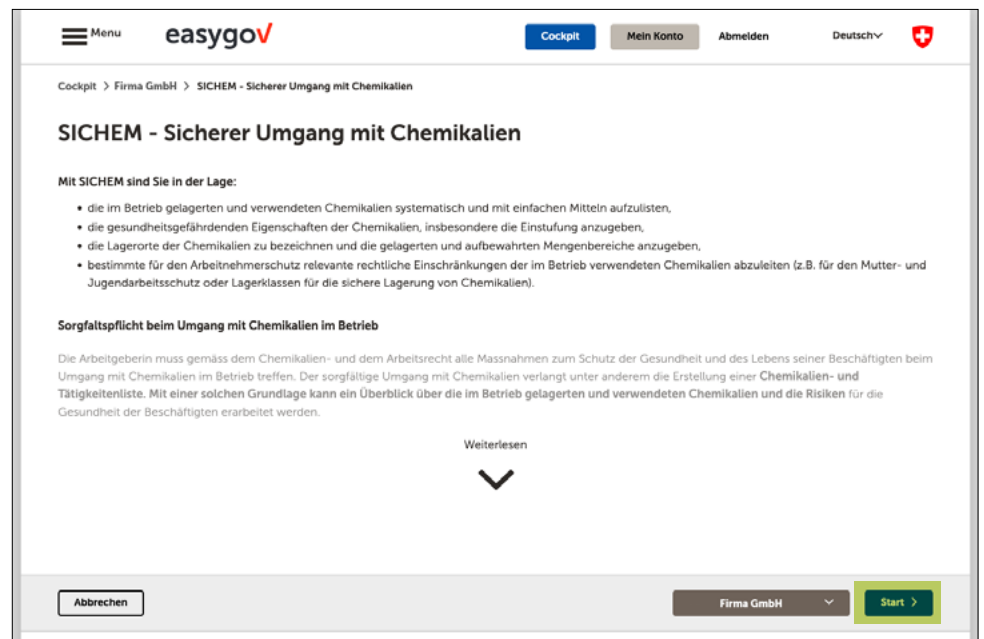 Menu easygov Cockpit Mein Konto Abmelden Deutsch
Cockpit > Firma GmbH > SICHEM - Sicherer Umgang mit Chemikalien
SICHEM - Sicherer Umgang mit Chemikalien
Mit SICHEM sind Sie in der Lage:
• die im Betrieb gelagerten und verwendeten Chemikalien systematisch und mit einfachen Mitteln aufzulisten,
• die gesundheitsgefährdenden Eigenschaften der Chemikalien, insbesondere die Einstufung anzugeben,
• die Lagerorte der Chemikalien zu bezeichnen und die gelagerten und aufbewahrten Mengenbereiche anzugeben,
• bestimmte für den Arbeitnehmerschutz relevante rechtliche Einschränkungen der im Betrieb verwendeten Chemikalien abzuleiten (z.B. für den Mutter- und
Jugendarbeitsschutz oder Lagerklassen für die sichere Lagerung von Chemikalien).
Sorgfaltspflicht beim Umgang mit Chemikalien im Betrieb
Die Arbeitgeberin muss gemäss dem Chemikalien- und dem Arbeitsrecht alle Massnahmen zum Schutz der Gesundheit und des Lebens seiner Beschäftigten beim
Umgang mit Chemikalien im Betrieb treffen. Der sorgfältige Umgang mit Chemikalien verlangt unter anderem die Erstellung einer Chemikalien- und
Tätigkeitenliste. Mit einer solchen Grundlage kann ein Überblick über die im Betrieb gelagerten und verwendeten Chemikalien und die Risiken für die
Gesundheit der Beschäftigten erarbeitet werden.
Weiterlesen
Abbrechen Firma GmbH Start >